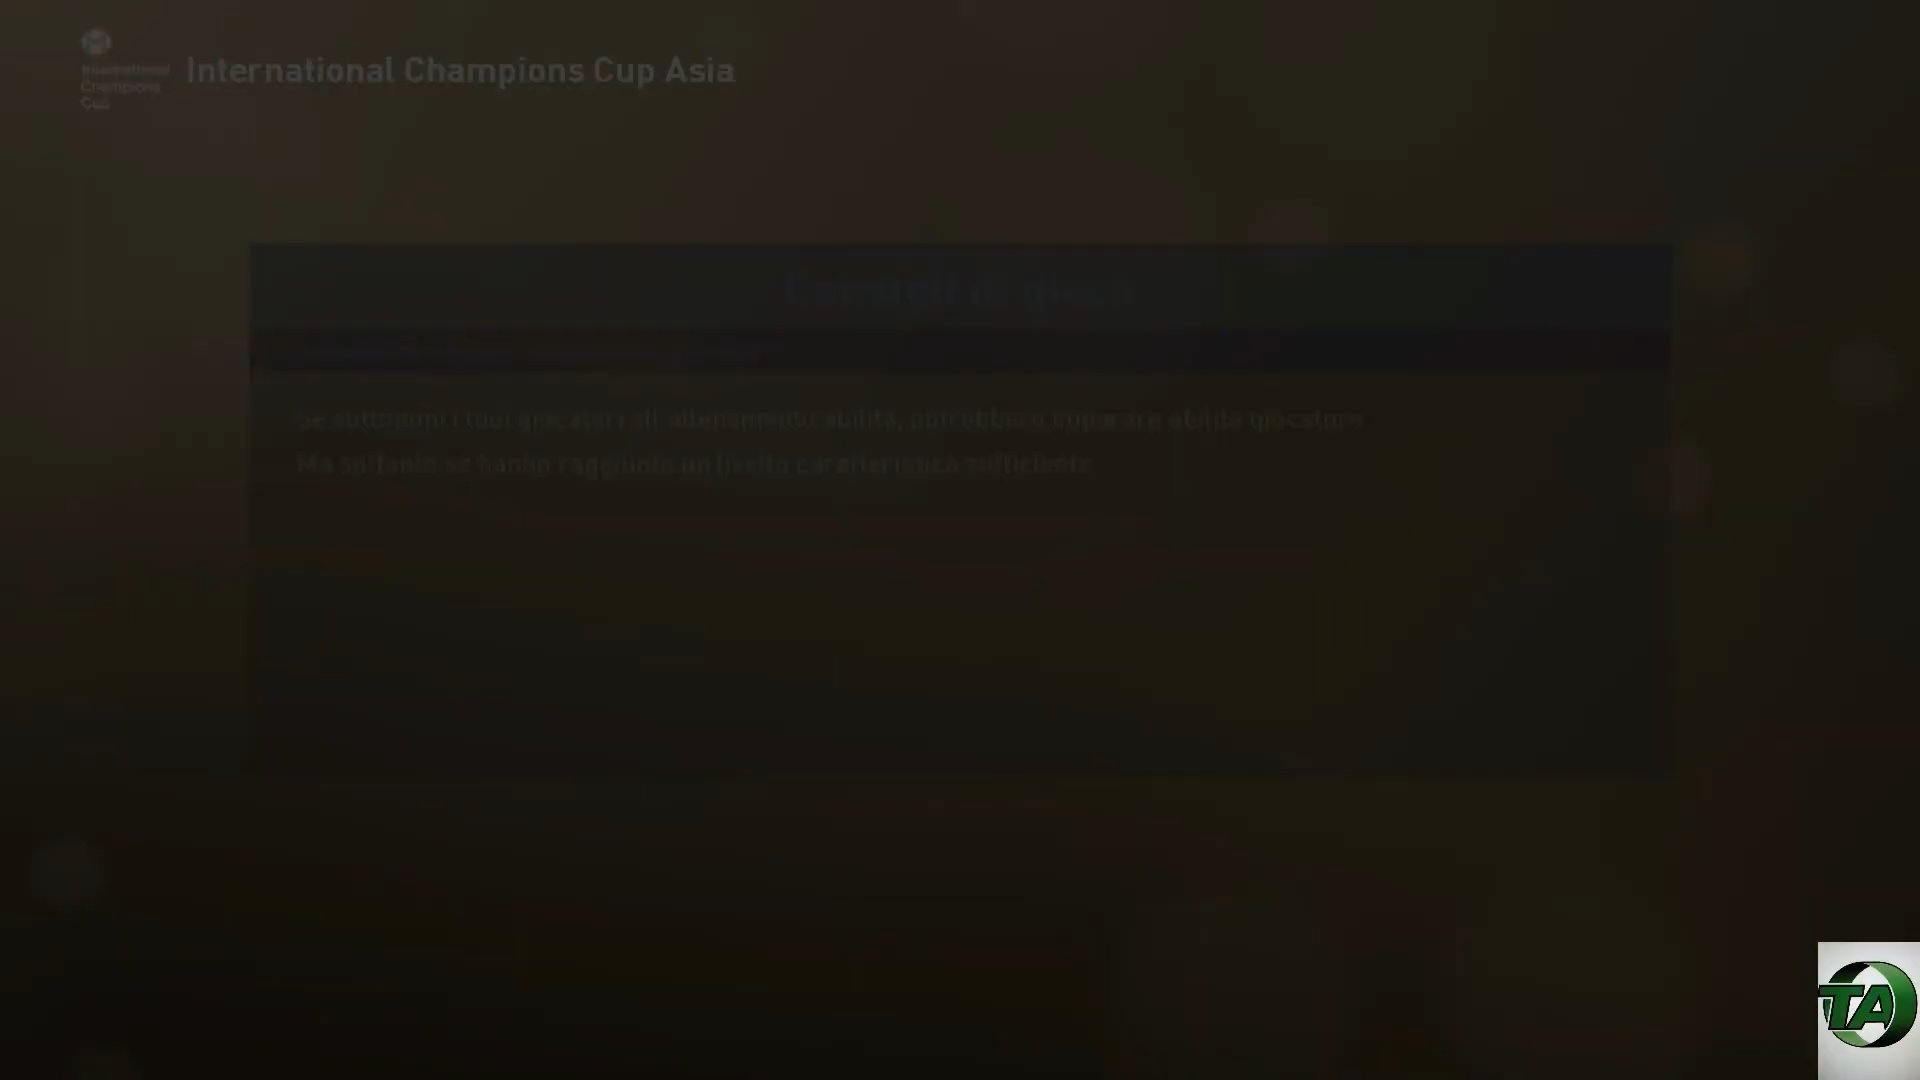 International
Champions
Cup
International Champions Cup Asia
Consigli di gioco
Se sottoponi i tuoi giocatori all'allenamento abilità, potrebbero imparare abilità giocatore
Ma soltanto se hanno raggiunto un livello caratteristica sufficiente
TA